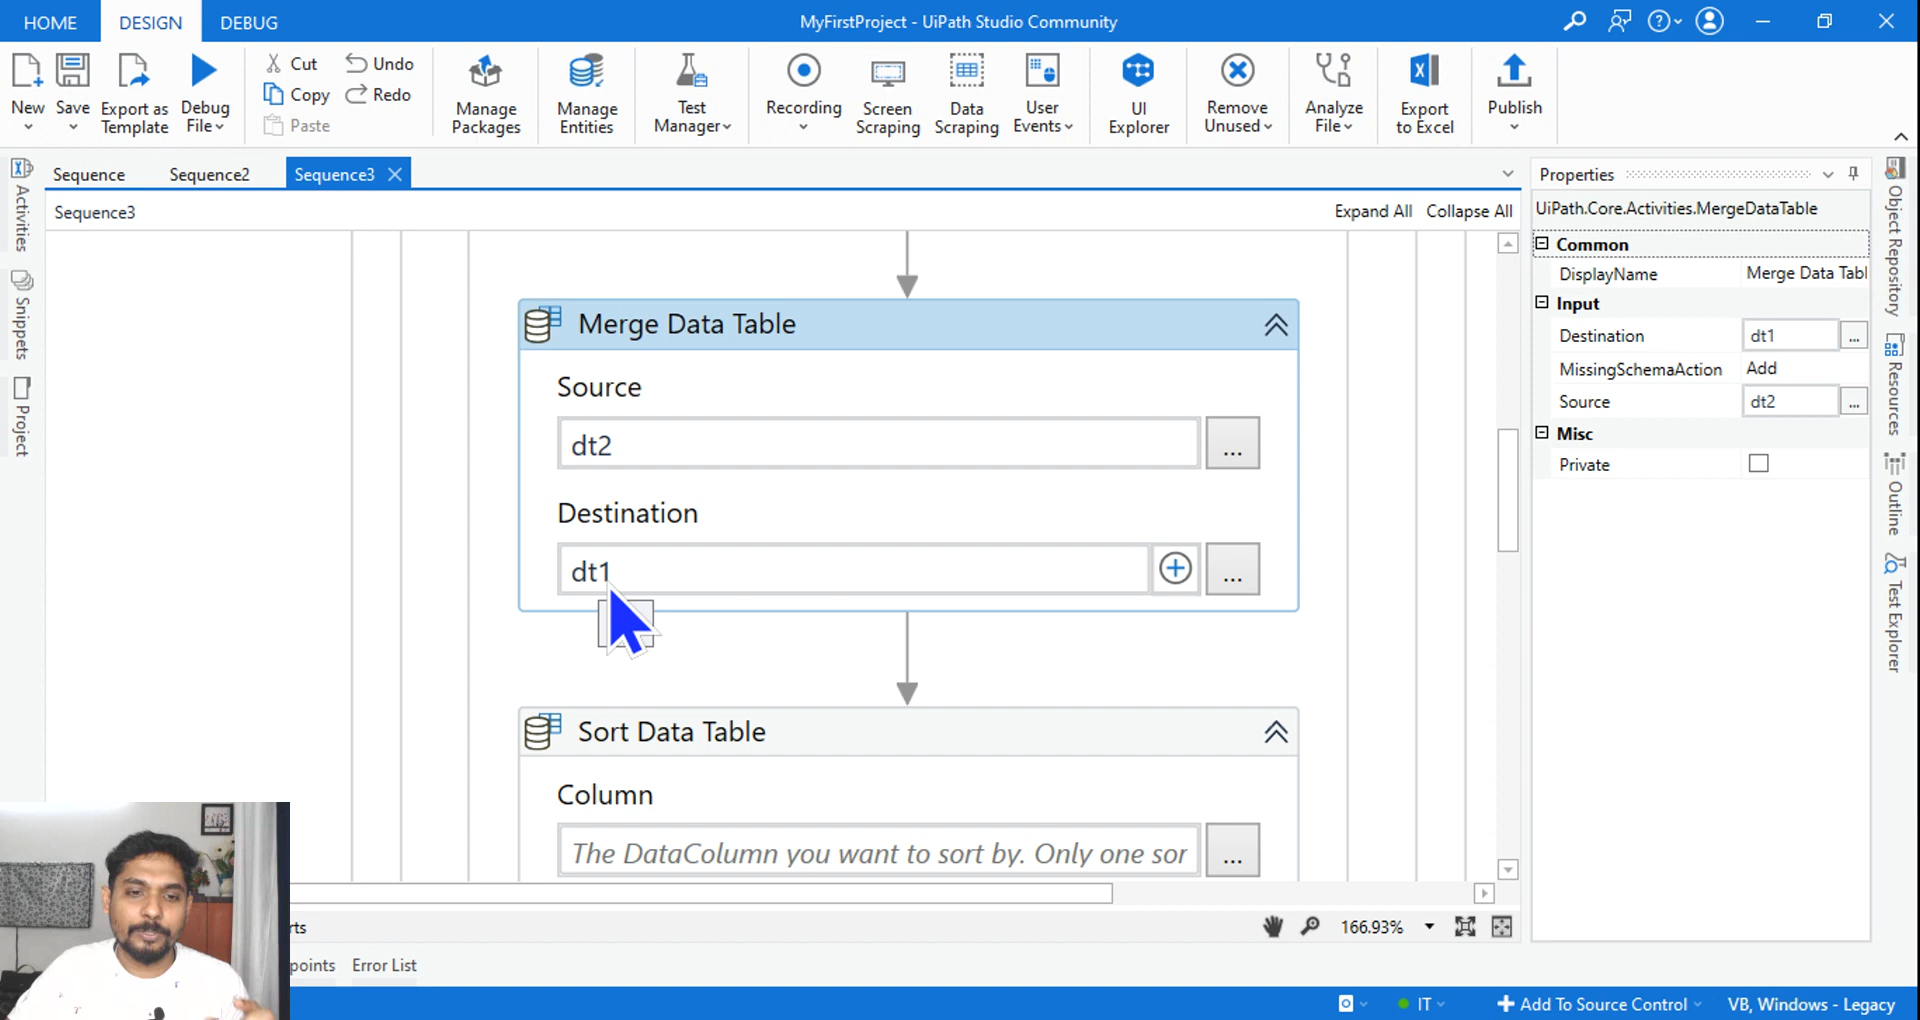 HOME DESIGN DEBUG
MyFirstProject - UiPath Studio Community
New
Save
Export as
Template
Debug
File
Cut
Copy
Paste
Undo
Redo
Manage
Packages
Manage
Entities
Test
Manager
Recording
Screen
Scraping
Data
Scraping
User
Events
UI
Explorer
Remove
Unused
Analyze
File
Export
to Excel
Publish
Activities
Snippets
Project
Sequence Sequence2 Sequence3
Sequence3
Expand All Collapse All
Merge Data Table
Source
dt2
...
Destination
dt1
...
Sort Data Table
Column
The DataColumn you want to sort by. Only one sor
...
Properties
UiPath.Core.Activities.MergeDataTable
Common
DisplayName Merge Data Tabl
Input
Destination dt1 ...
MissingSchemaAction Add
Source dt2 ...
Misc
Private
Object Repository
Resources
Outline
Test Explorer
rts
166.93%
points Error List
IT
Add To Source Control
VB, Windows - Legacy